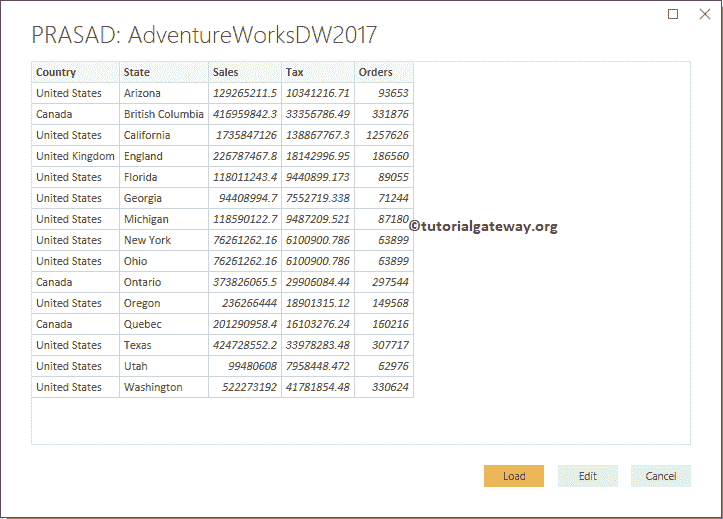 PRASAD: AdventureWorksDW2017
Country State Sales Tax Orders
United States Arizona 129265211.5 10341216.71 93653
Canada British Columbia 416959842.3 33356786.49 331876
United States California 1735847126 138867767.3 1257626
United Kingdom England 226787467.8 18142996.95 186560
United States Florida 118011243.4 9440899.173 89055
United States Georgia 94408994.7 7552719.338 71244
United States Michigan 118590122.7 9487209.521 87180
©tutorialgateway.org
United States New York 76261262.16 6100900.786 63899
United States Ohio 76261262.16 6100900.786 63899
Canada Ontario 373826065.5 29906084.44 297544
United States Oregon 236266444 18901315.12 149568
Canada Quebec 201290958.4 16103276.24 160216
United States Texas 424728552.2 33978283.48 307717
United States Utah 99480608 7958448.472 62976
United States Washington 522273192 41781854.48 330624
Load Edit Cancel